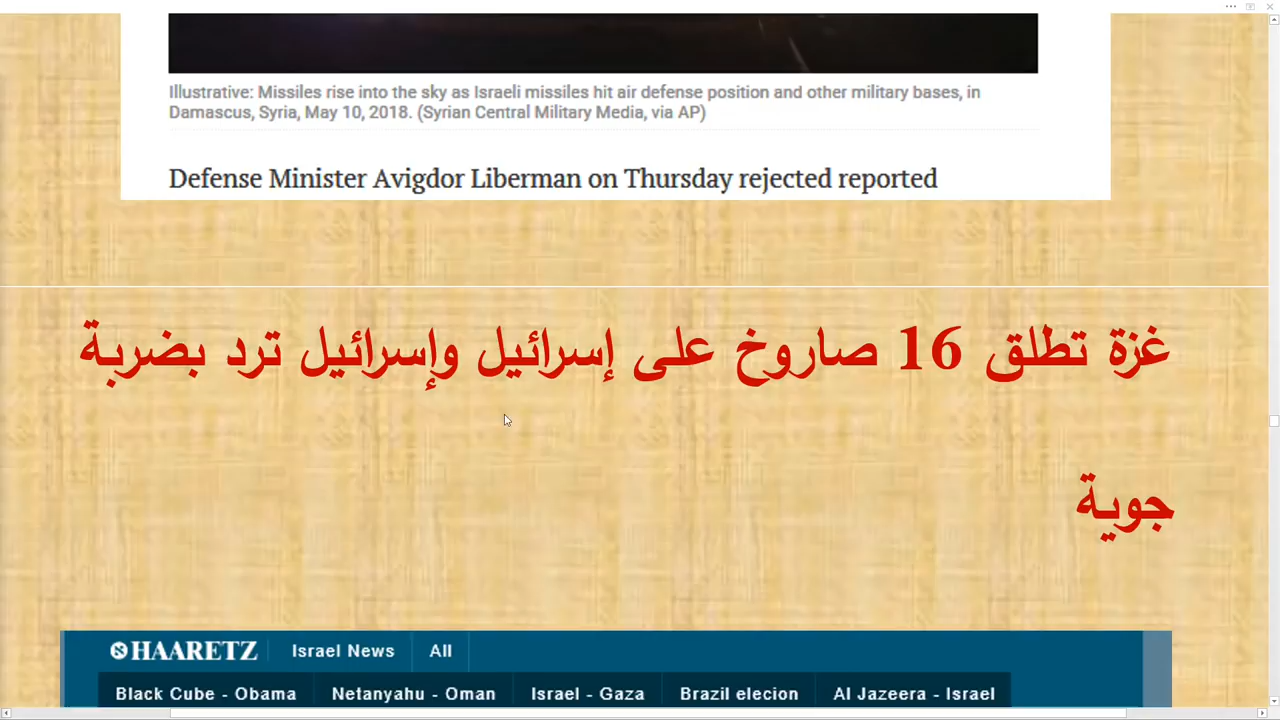 Illustrative: Missiles rise into the sky as Israeli missiles hit air defense position and other military bases, in
Damascus, Syria, May 10, 2018. (Syrian Central Military Media, via AP)
Defense Minister Avigdor Liberman on Thursday rejected reported
غزة تطلق 16 صاروخ على إسرائيل وإسرائيل ترد بضربة
جوية
HAARETZ Israel News All
Black Cube - Obama Netanyahu - Oman Israel - Gaza Brazil elecion Al Jazeera - Israel